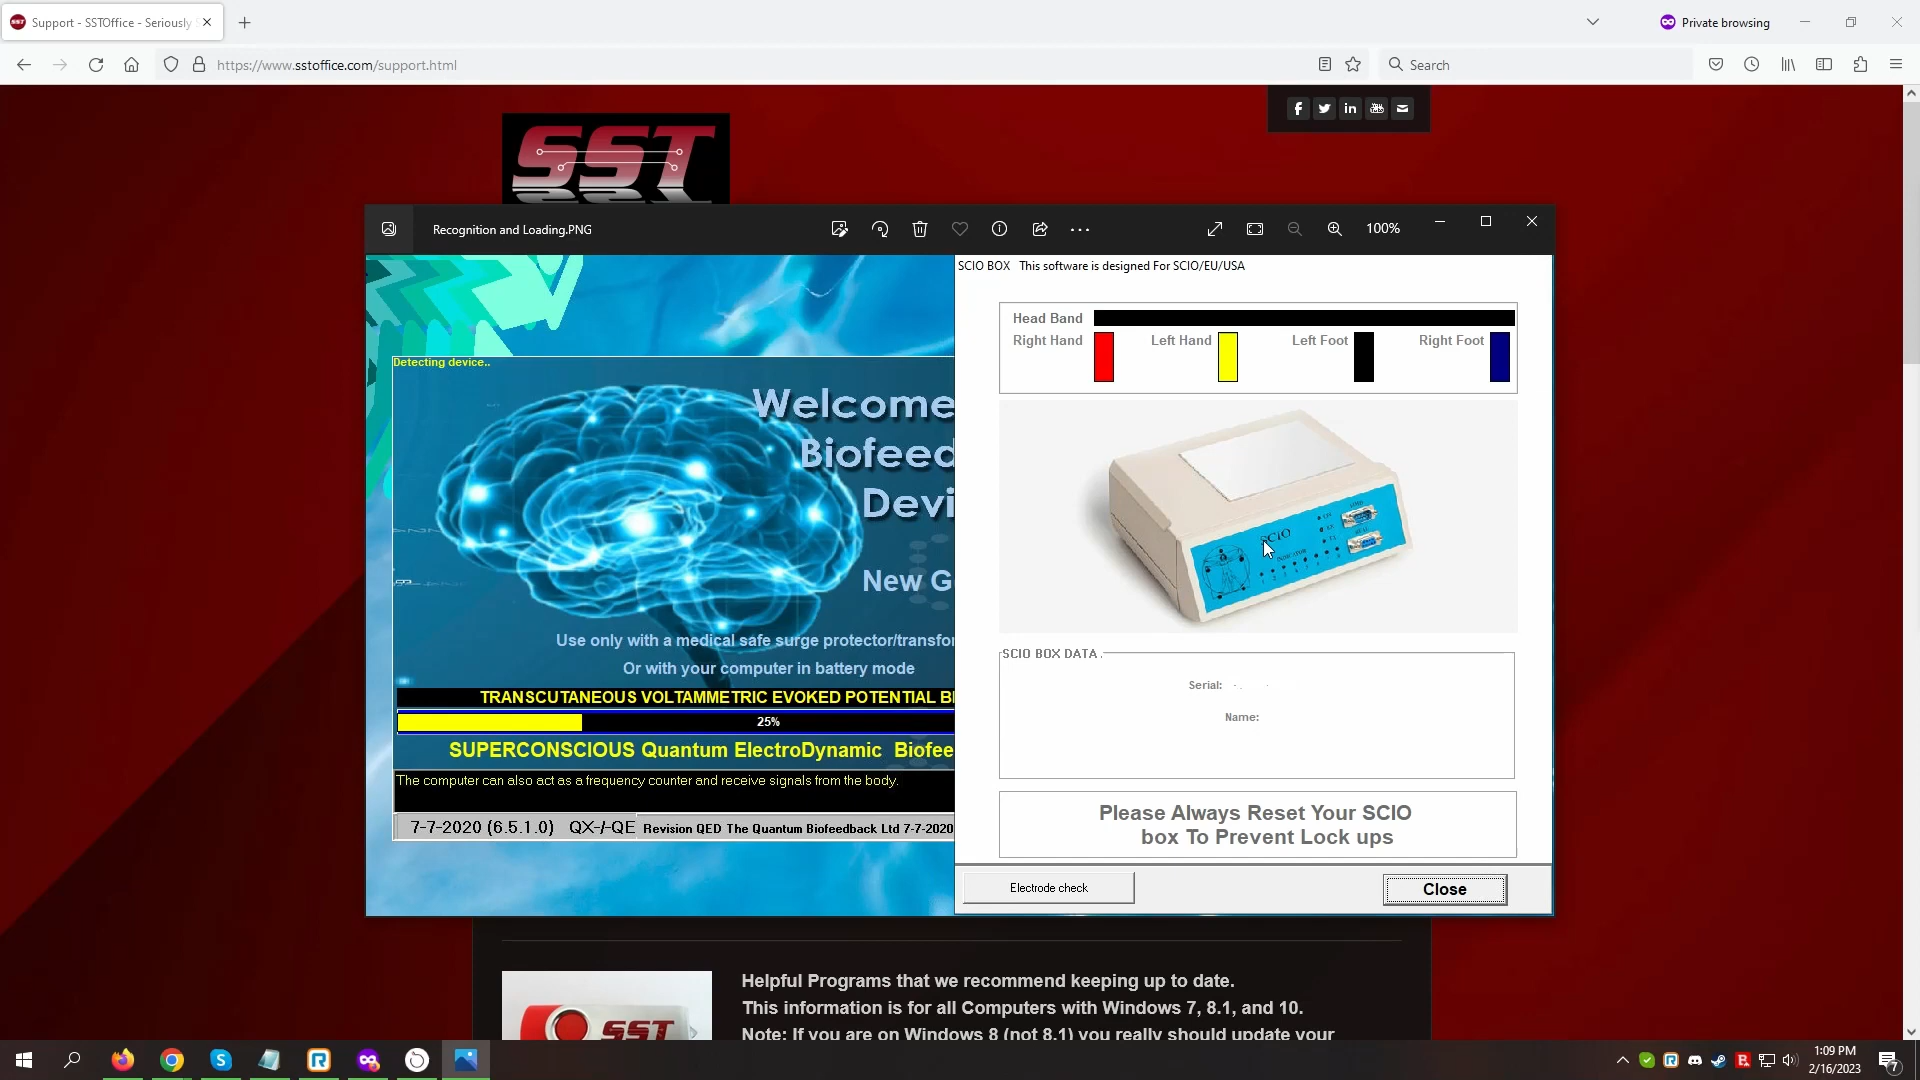 Support - SSTOffice - Seriously
Private browsing
https://www.sstoffice.com/support.html
Search
SST
Recognition and Loading.PNG
100%
SCIO BOX This software is designed For SCIO/EU/USA
Head Band
Right Hand Left Hand Left Foot Right Foot
Detecting device..
Welcome
Biofeed
Devi
New G
Use only with a medical safe surge protector/transfo
Or with your computer in battery mode
TRANSCUTANEOUS VOLTAMMETRIC EVOKED POTENTIAL BI
25%
SUPERCONSCIOUS Quantum ElectroDynamic Biofee
The computer can also act as a frequency counter and receive signals from the body.
7-7-2020 (6.5.1.0) QX-/-QE Revision QED The Quantum Biofeedback Ltd 7-7-2020
SCIO
INDICATOR
SCIO BOX DATA .
Serial:
Name:
Please Always Reset Your SCIO
box To Prevent Lock ups
Electrode check
Close
Helpful Programs that we recommend keeping up to date.
This information is for all Computers with Windows 7, 8.1, and 10.
Note: If you are on Windows 8 (not 8.1) you really should update your
SST
1:09 PM
2/16/2023
7